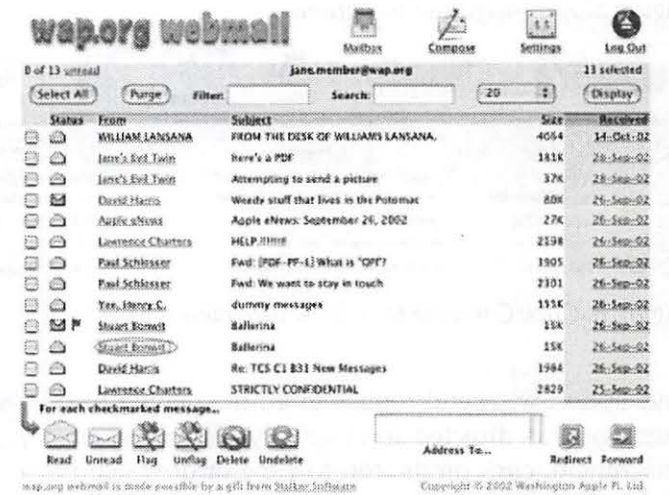 wap.org webmail
Mailbox Compose Settings Log Out
0 of 13 unread jane.member@wap.org 13 selected
Select All Purge Filter: Search: 20 Display
Status From Subject Size Received
WILLIAM LANSANA FROM THE DESK OF WILLIAMS LANSANA. 4064 14-Oct-02
Jane's Evil Twin here's a PDF 181K 28-Sep-02
Jane's Evil Twin Attempting to send a picture 37K 28-Sep-02
David Harris Weedy stuff that lives in the Potomac 80K 26-Sep-02
Apple eNews Apple eNews: September 26, 2002 27K 26-Sep-02
Lawrence Charters HELP 2198 26-Sep-02
Paul Schlosser Fwd: [PDF-PF-L] What is "OPI"? 1905 26-Sep-02
Paul Schlosser Fwd: We want to stay in touch 2301 26-Sep-02
Yee, Henry C. dummy messages 155K 26-Sep-02
Stuart Bonwit Ballerina 15K 26-Sep-02
Stuart Bonwit Ballerina 15K 26-Sep-02
David Harris Re: TCS C1 B31 New Messages 1984 26-Sep-02
Lawrence Charters STRICTLY CONFIDENTIAL 2829 25-Sep-02
For each checkmarked message...
Read Unread Flag Unflag Delete Undelete Address To... Redirect Forward
wap.org webmail is made possible by a gift from Stalker Software Copyright © 2002 Washington Apple Pi, Ltd.